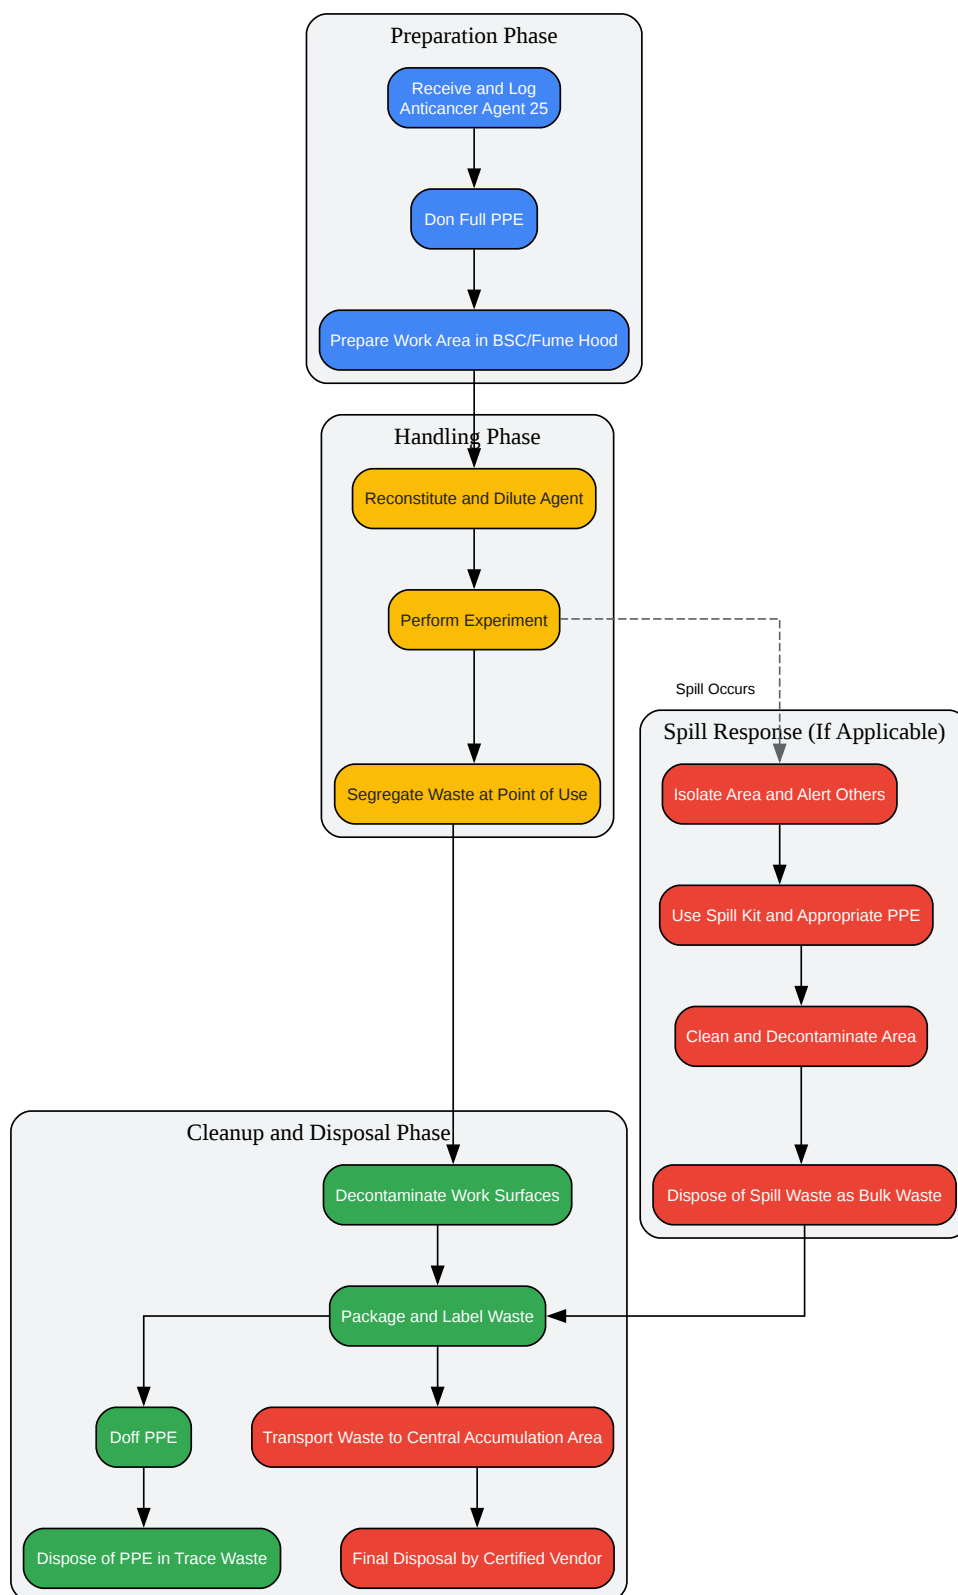 Preparation Phase
Receive and Log
Anticancer Agent 25
Don Full PPE
Prepare Work Area in BSC/Fume Hood
Handling Phase
Reconstitute and Dilute Agent
Perform Experiment
Spill Occurs
Segregate Waste at Point of Use
Spill Response (If Applicable)
Isolate Area and Alert Others
Use Spill Kit and Appropriate PPE
Clean and Decontaminate Area
Dispose of Spill Waste as Bulk Waste
Cleanup and Disposal Phase
Decontaminate Work Surfaces
Package and Label Waste
Doff PPE
Transport Waste to Central Accumulation Area
Dispose of PPE in Trace Waste
Final Disposal by Certified Vendor